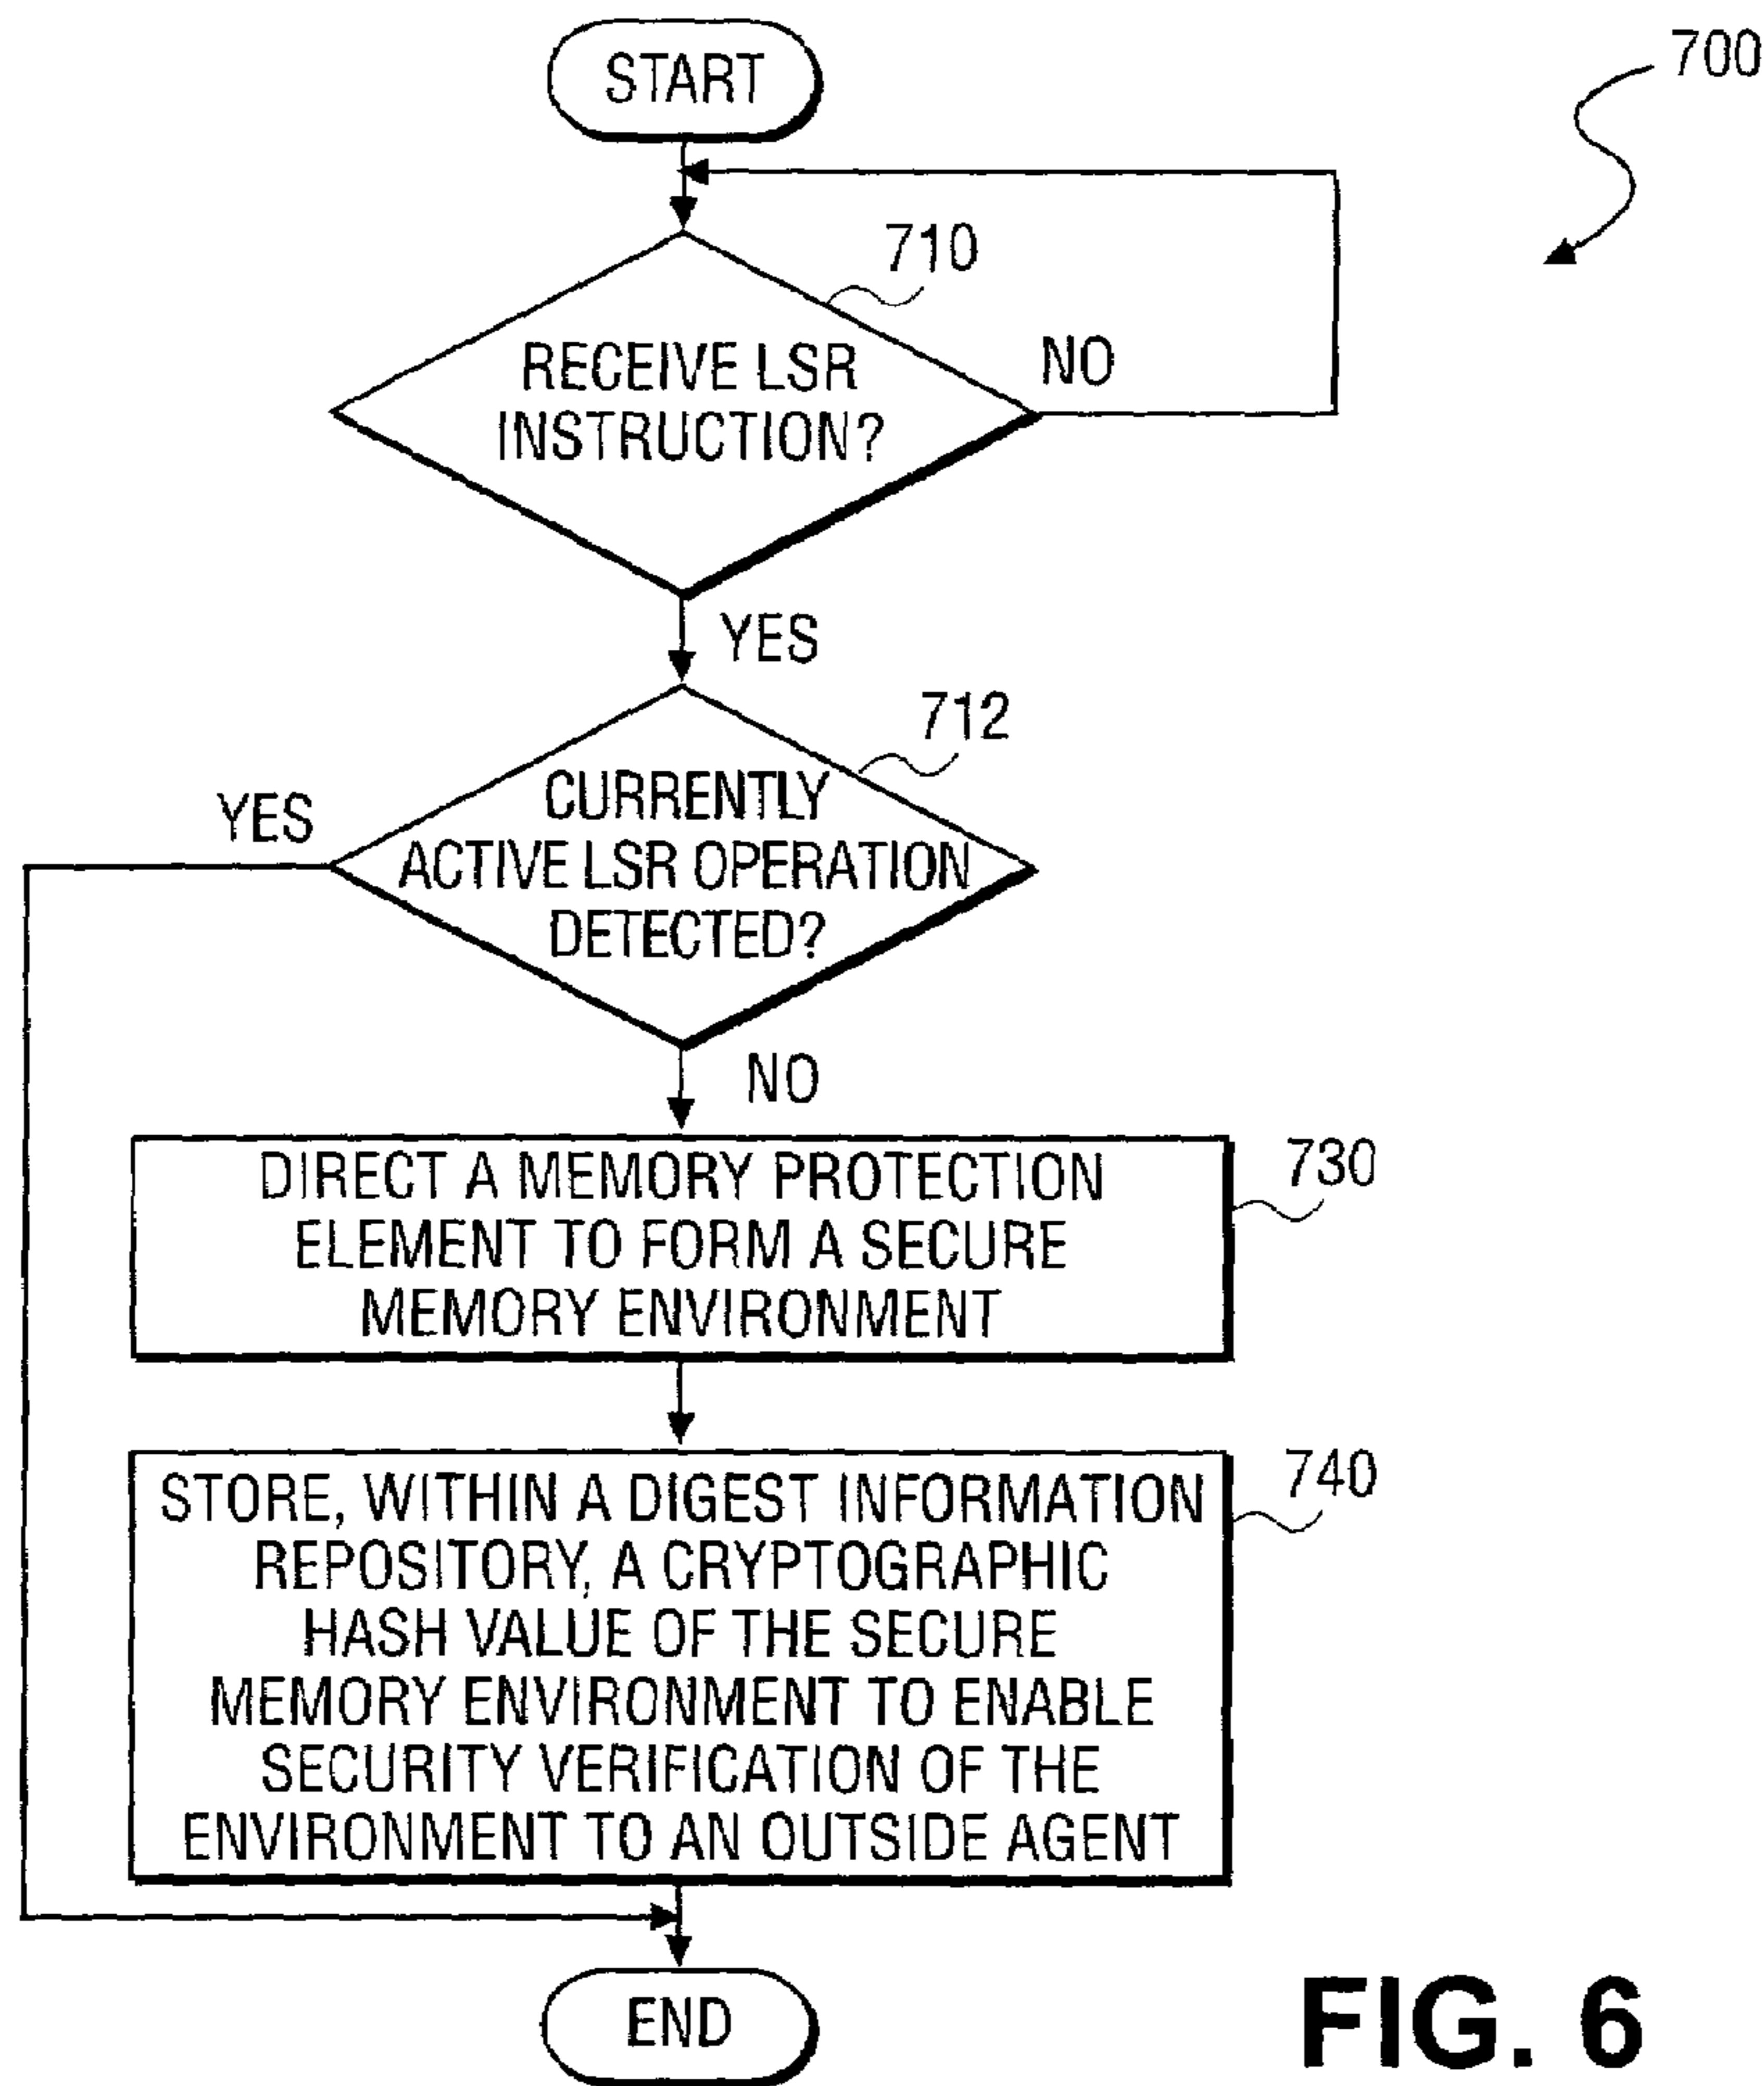 START
700
710
RECEIVE LSR
INSTRUCTION?
NO
YES
712
CURRENTLY
ACTIVE LSR OPERATION
DETECTED?
YES
NO
730
DIRECT A MEMORY PROTECTION
ELEMENT TO FORM A SECURE
MEMORY ENVIRONMENT
740
STORE, WITHIN A DIGEST INFORMATION
REPOSITORY, A CRYPTOGRAPHIC
HASH VALUE OF THE SECURE
MEMORY ENVIRONMENT TO ENABLE
SECURITY VERIFICATION OF THE
ENVIRONMENT TO AN OUTSIDE AGENT
END
FIG. 6